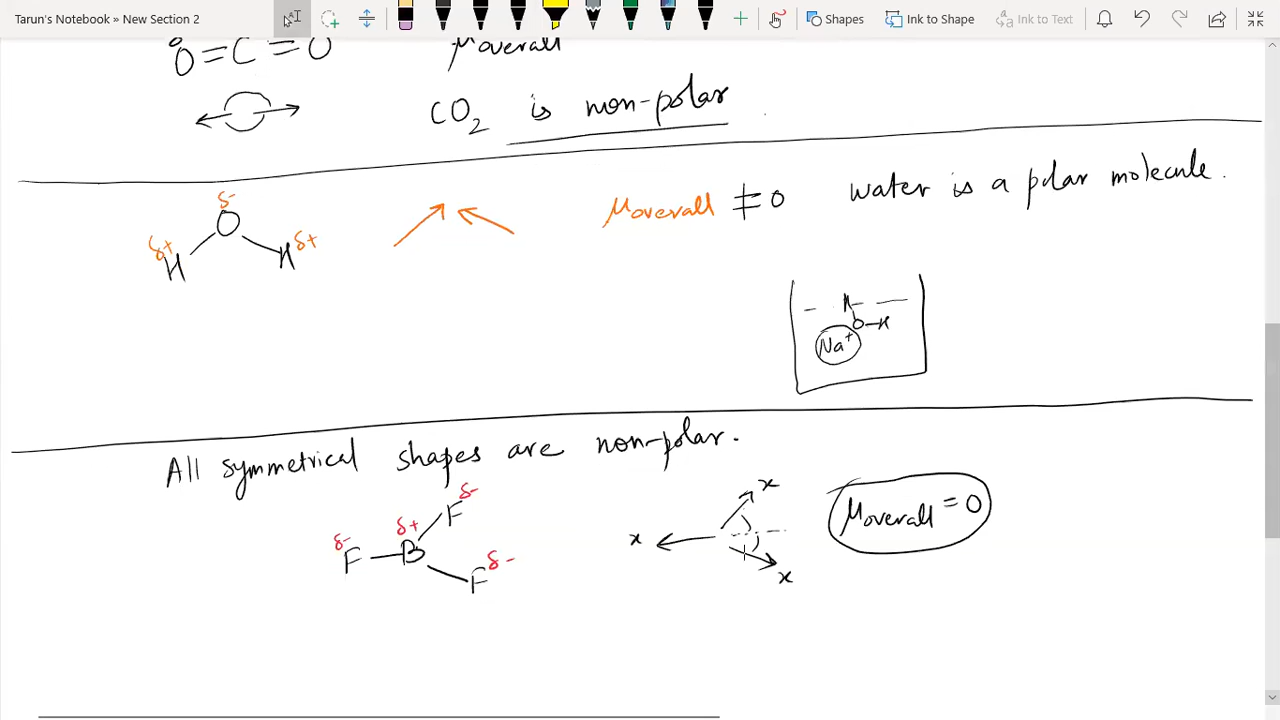 Tarun's Notebook » New Section 2
Shapes
Ink to Shape
Ink to Text
O=C=O
μoverall
CO2 is non-polar
δ-
O
δ+ H
H δ+
μoverall ≠ 0
water is a polar molecule.
H
O-H
Na+
All symmetrical shapes are non-polar.
δ-
F
δ+
B
δ-
F
F δ-
x
x
x
μoverall = 0